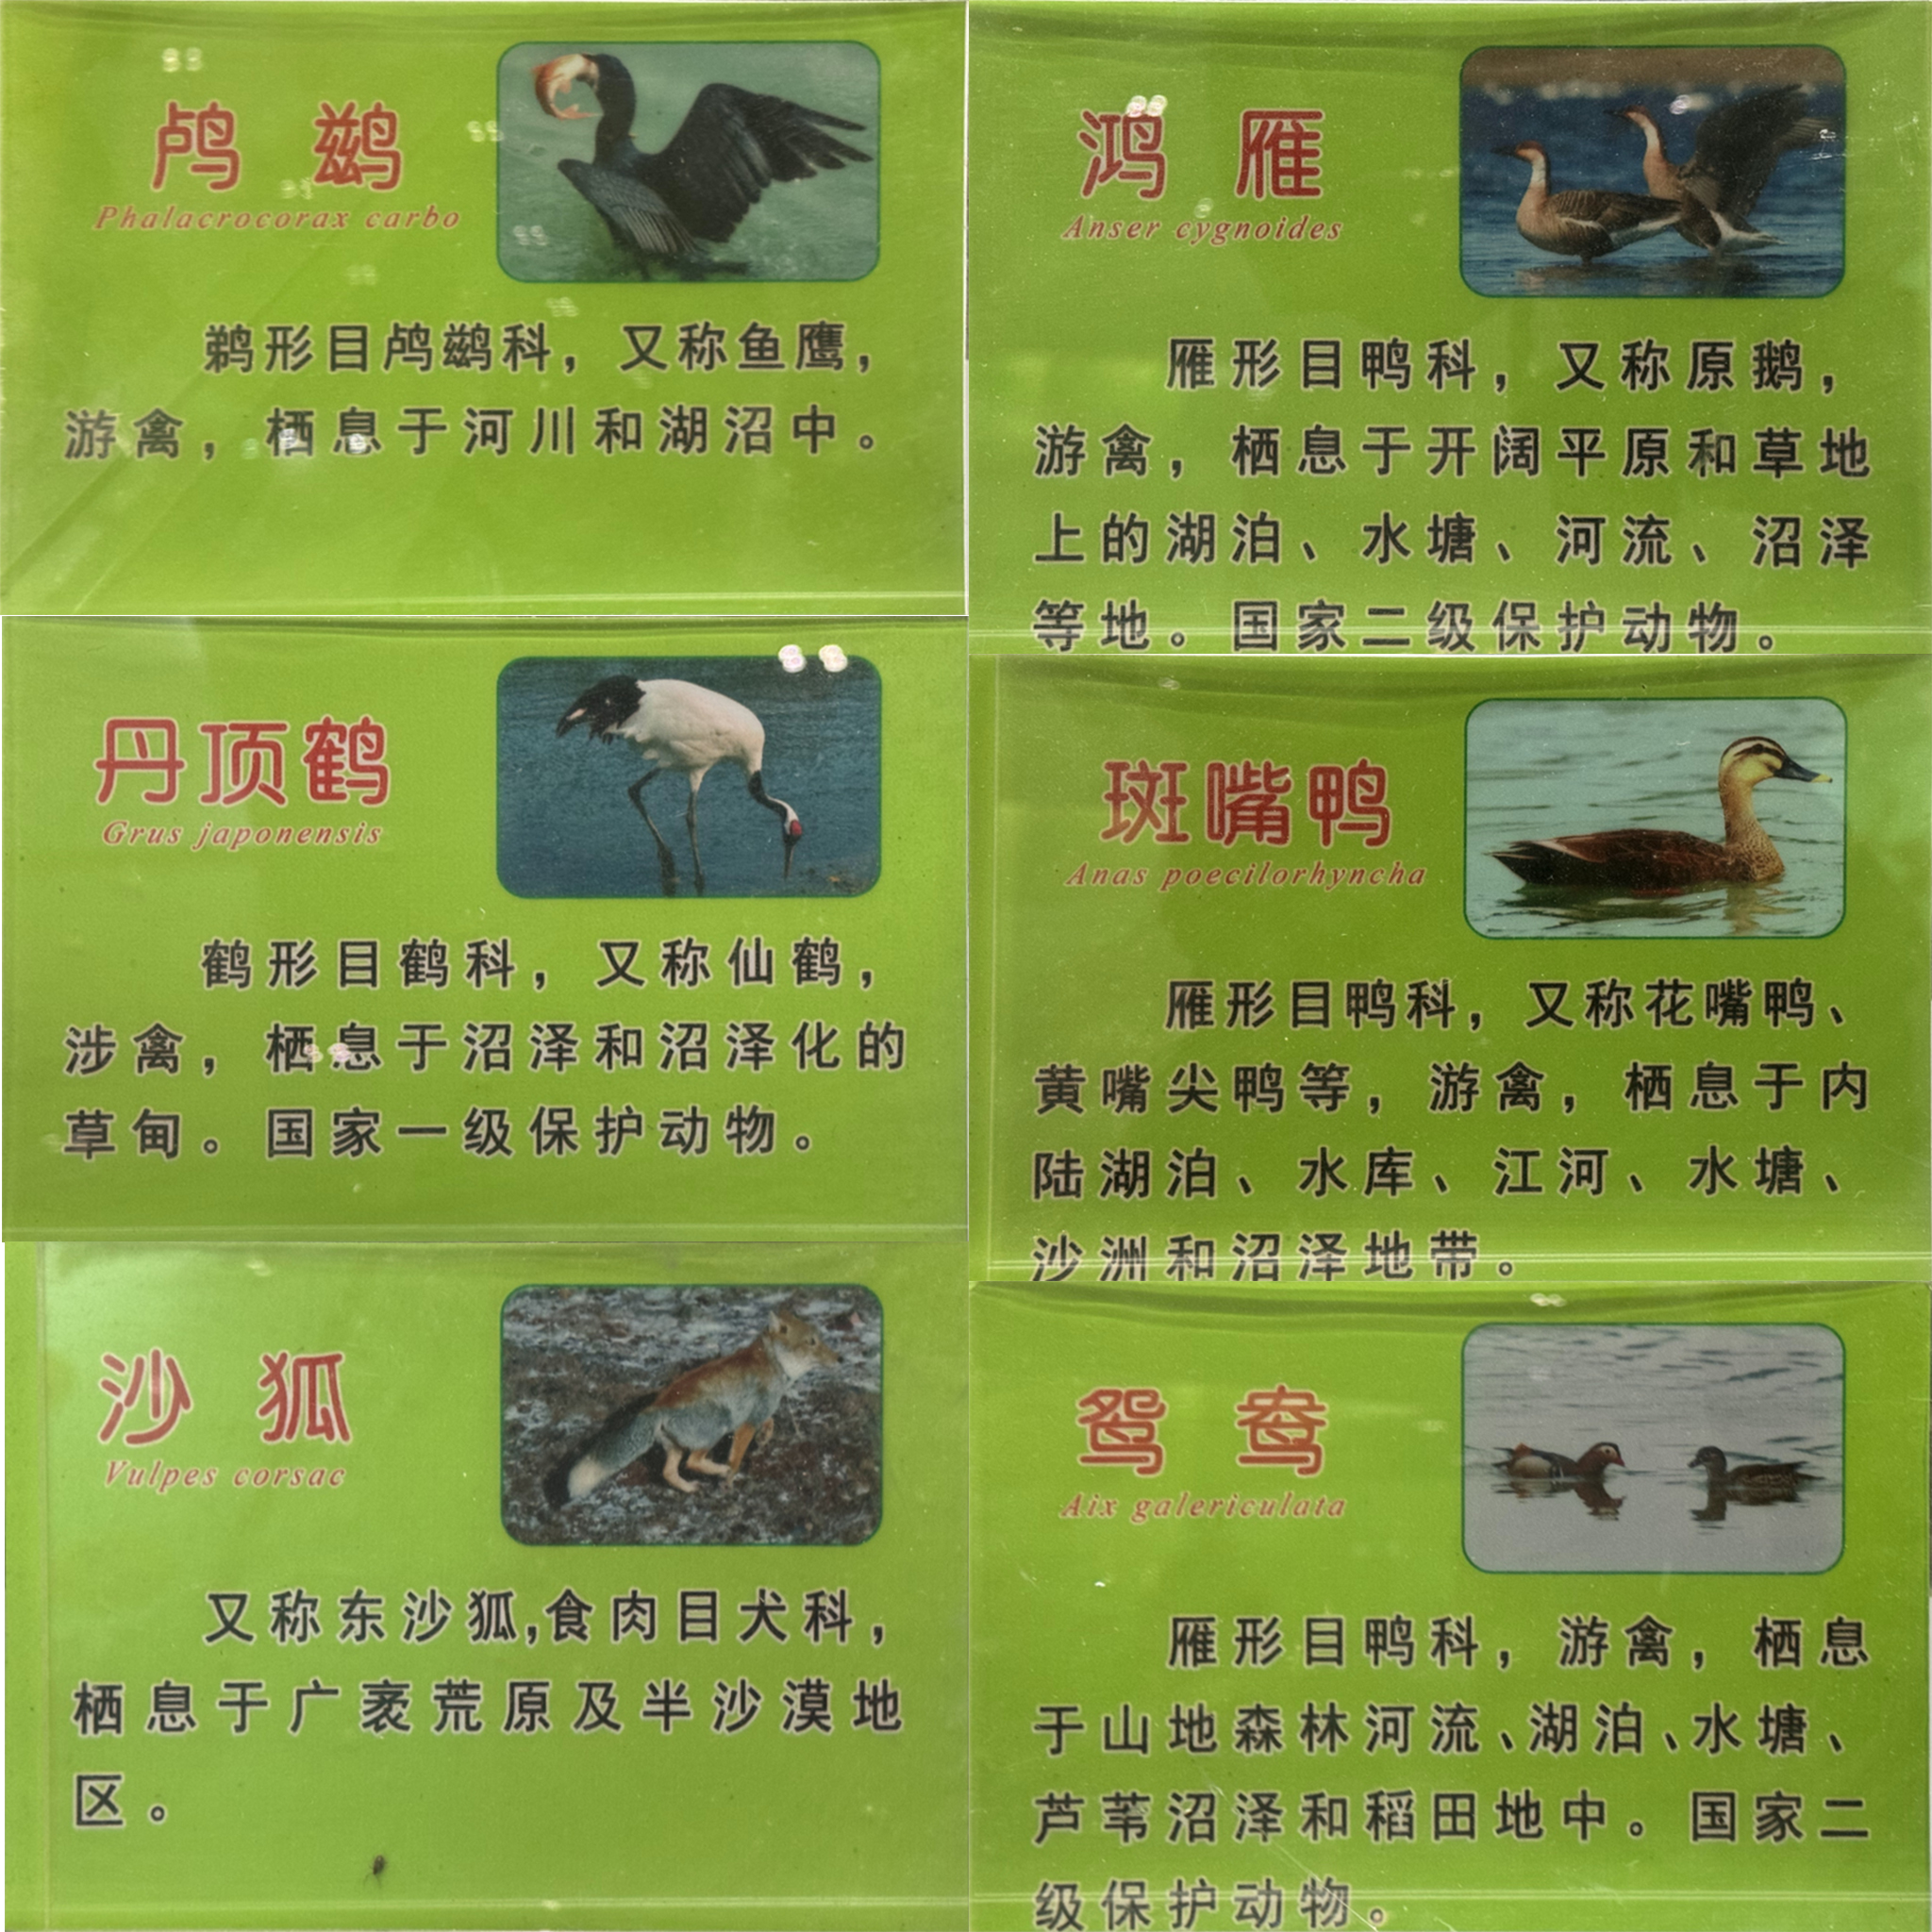 鸬鹚
Phalacrocorax carbo
鹈形目鸬鹚科，又称鱼鹰，
游禽，栖息于河川和湖沼中。
鸿雁
Anser cygnoides
雁形目鸭科，又称原鹅，
游禽，栖息于开阔平原和草地
上的湖泊、水塘、河流、沼泽
等地。国家二级保护动物。
丹顶鹤
Grus japonensis
鹤形目鹤科，又称仙鹤，
涉禽，栖息于沼泽和沼泽化的
草甸。国家一级保护动物。
斑嘴鸭
Anas poecilorhyncha
雁形目鸭科，又称花嘴鸭、
黄嘴尖鸭等，游禽，栖息于内
陆湖泊、水库、江河、水塘、
沙洲和沼泽地带。
沙狐
Vulpes corsac
又称东沙狐,食肉目犬科，
栖息于广袤荒原及半沙漠地
区。
鸳鸯
Aix galericulata
雁形目鸭科，游禽，栖息
于山地森林河流、湖泊、水塘、
芦苇沼泽和稻田地中。国家二
级保护动物。